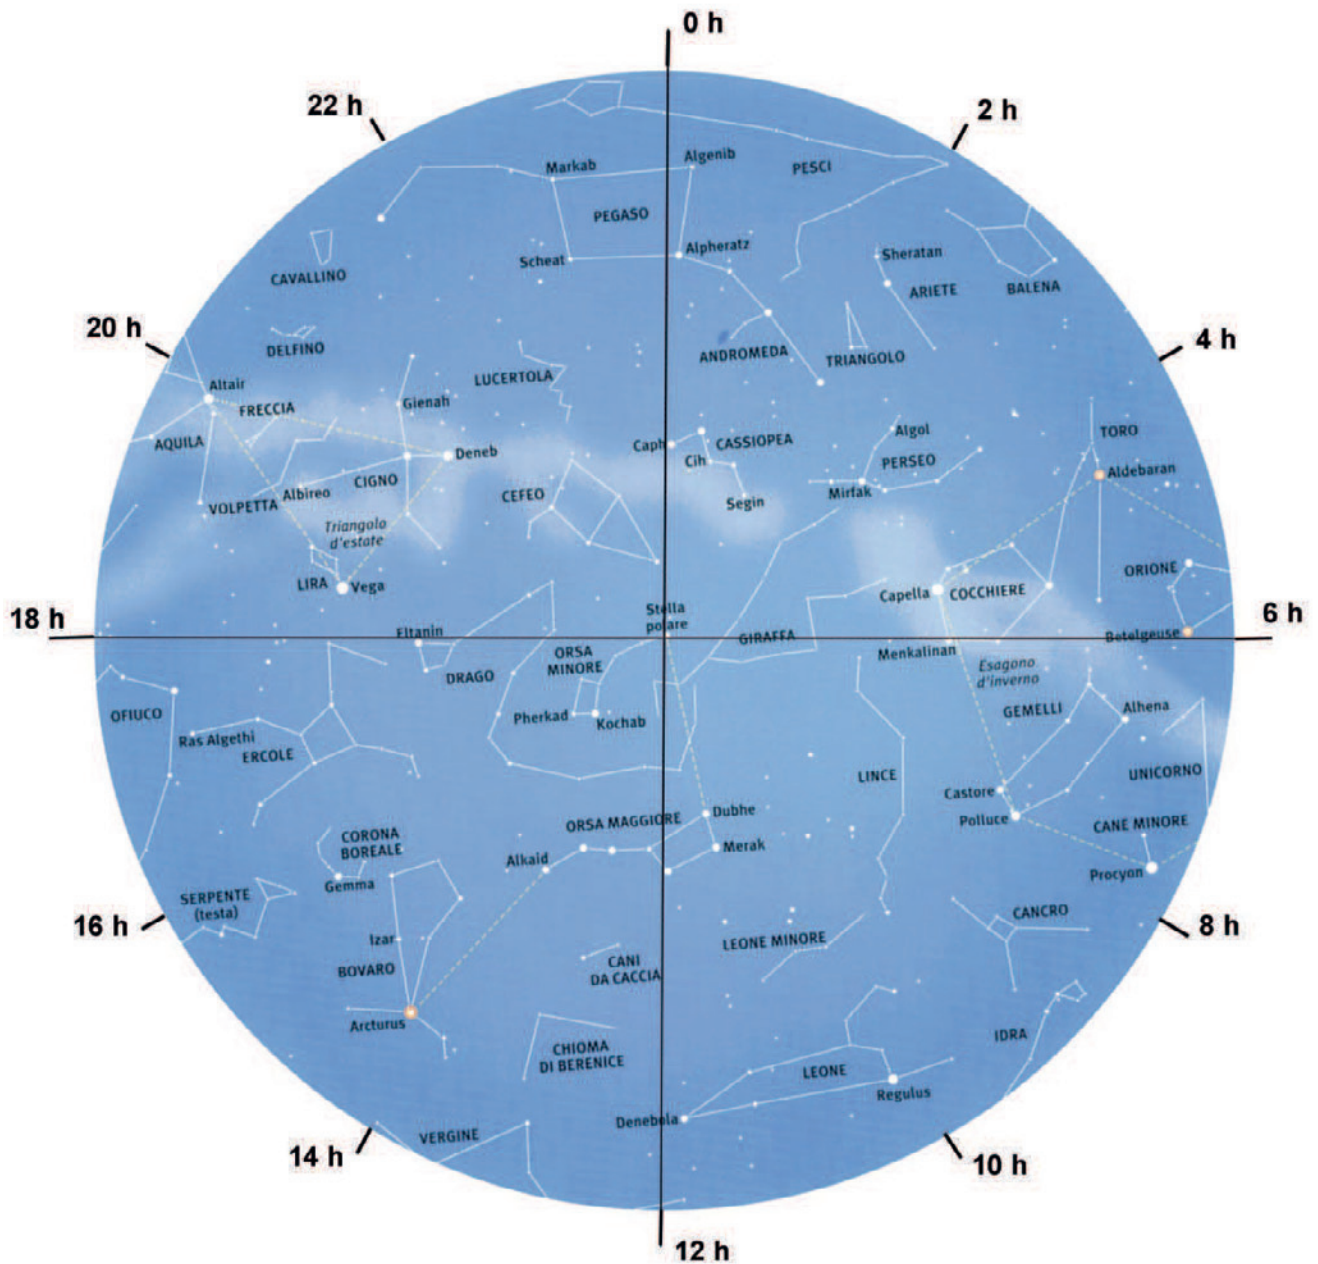 0 h
22 h
2 h
Markab
Algenib
PESCI
PEGASO
Scheat
Alpheratz
Sheratan
CAVALLINO
ARIETE
BALENA
20 h
4 h
DELFINO
ANDROMEDA
TRIANGOLO
LUCERTOLA
Altair
FRECCIA
Gienah
AQUILA
Deneb
Caph
CASSIOPEA
Algol
TORO
Cih
PERSEO
Aldebaran
CIGNO
Albireo
CEFEO
Mirfak
VOLPETTA
Segin
Triangolo
d'estate
LIRA
Vega
ORIONE
Capella
COCCHIERE
18 h
Stella
polare
6 h
Eltanin
GIRAFFA
Betelgeuse
ORSA
MINORE
Menkalinan
Esagono
d'inverno
DRAGO
OFIUCO
Pherkad
Kochab
GEMELLI
Alhena
Ras Algethi
ERCOLE
LINCE
UNICORNO
Castore
Dubhe
Polluce
ORSA MAGGIORE
CANE MINORE
CORONA
BOREALE
Merak
Alkaid
Procyon
Gemma
SERPENTE
(testa)
CANCRO
16 h
8 h
Izar
LEONE MINORE
BOVARO
CANI
DA CACCIA
Arcturus
IDRA
CHIOMA
DI BERENICE
LEONE
Regulus
Denebola
VERGINE
14 h
10 h
12 h